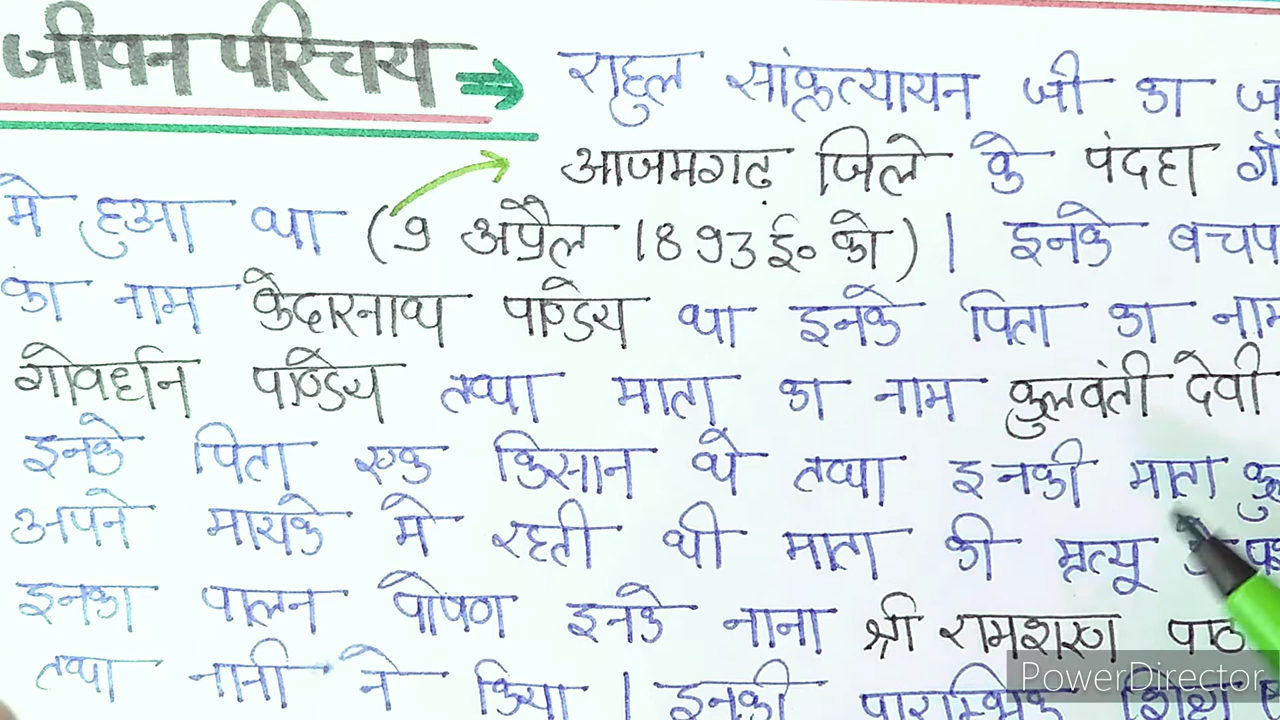 जीवन परिचय → राहुल सांकृत्यायन जी का
आजमगढ़ जिले के पंदहा
मे हुआ था (9 अप्रैल 1893 ई० को) | इनके
का नाम केदारनाथ पाण्डेय था इनके पिता का नाम
गोवर्धन पाण्डेय तथा माता का नाम कुलवंती देवी
इनके पिता एक किसान थे तथा इनकी माता
अपने मायके मे रहती थी माता की मृत्यू
इनका पालन पोषण इनके नाना श्री रामशरण
तथा नानी ने किया | इनकी प्रारम्भिक
PowerDirector